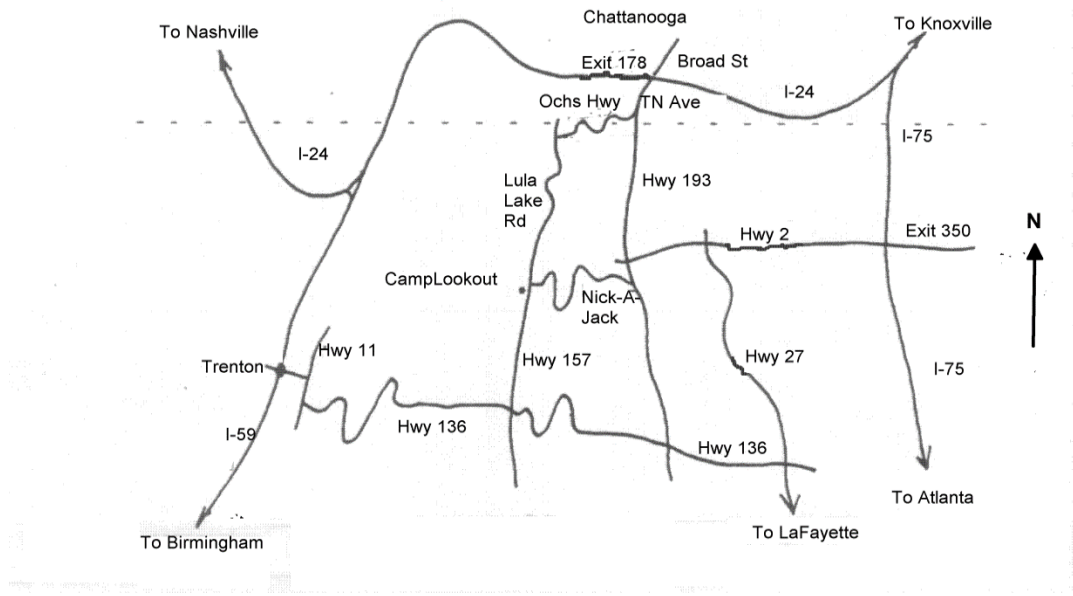 Chattanooga
To Knoxville
To Nashville
Exit 178
Broad St
I-24
Ochs Hwy
TN Ave
I-75
I-24
Lula
Lake
Rd
Hwy 193
Hwy 2
Exit 350
N
CampLookout
Nick-A-
Jack
Hwy 11
Trenton
Hwy 157
Hwy 27
I-75
I-59
Hwy 136
Hwy 136
To Atlanta
To LaFayette
To Birmingham